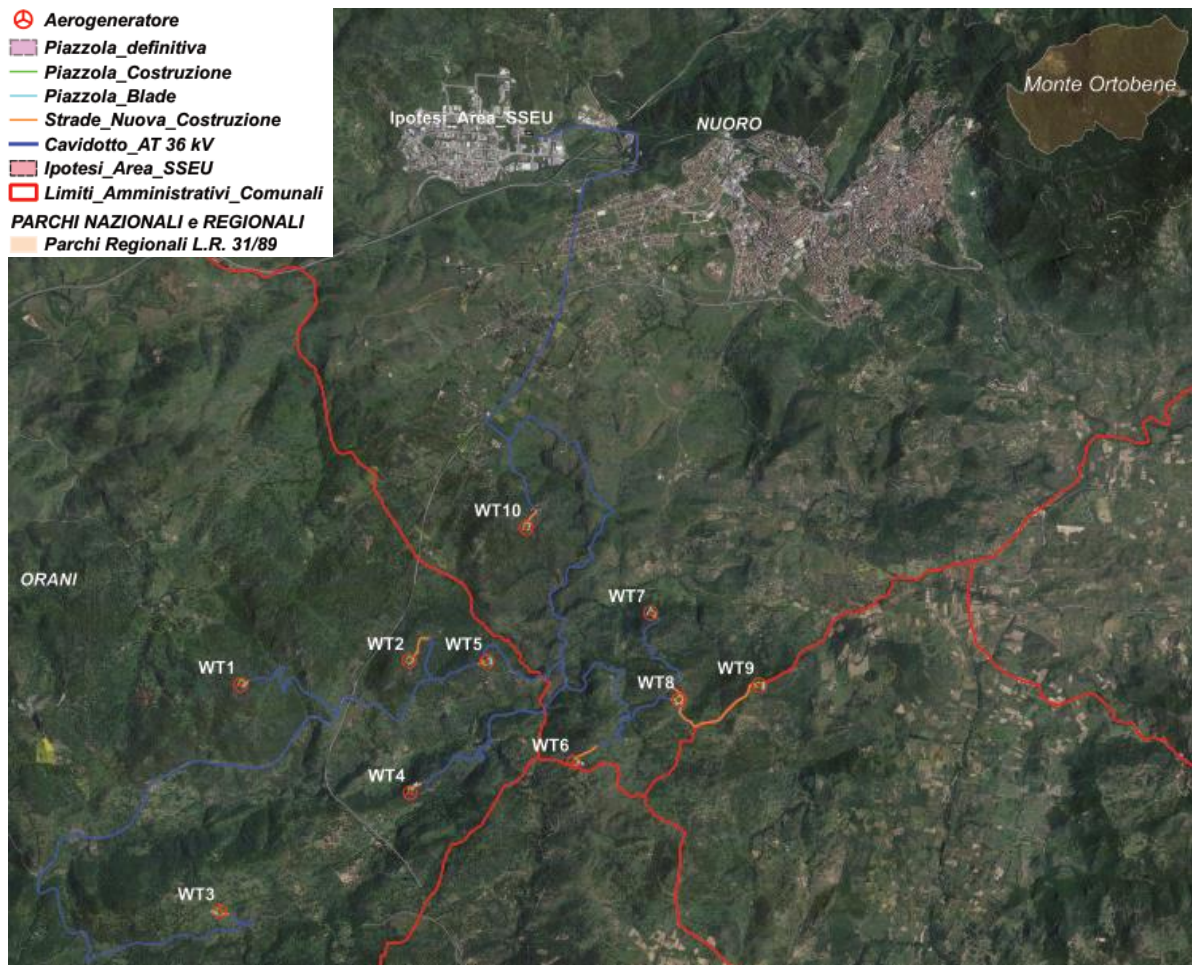 Aerogeneratore
Piazzola_definitiva
Piazzola_Costruzione
Piazzola_Blade
Strade_Nuova_Costruzione
Cavidotto_AT 36 kV
Ipotesi_Area_SSEU
Limiti_Amministrativi_Comunali
PARCHI NAZIONALI e REGIONALI
Parchi Regionali L.R. 31/89
Monte Ortobene
Ipotesi_Area_SSEU
NUORO
WT10
ORANI
WT7
WT2
WT5
WT1
WT9
WT8
WT6
WT4
WT3